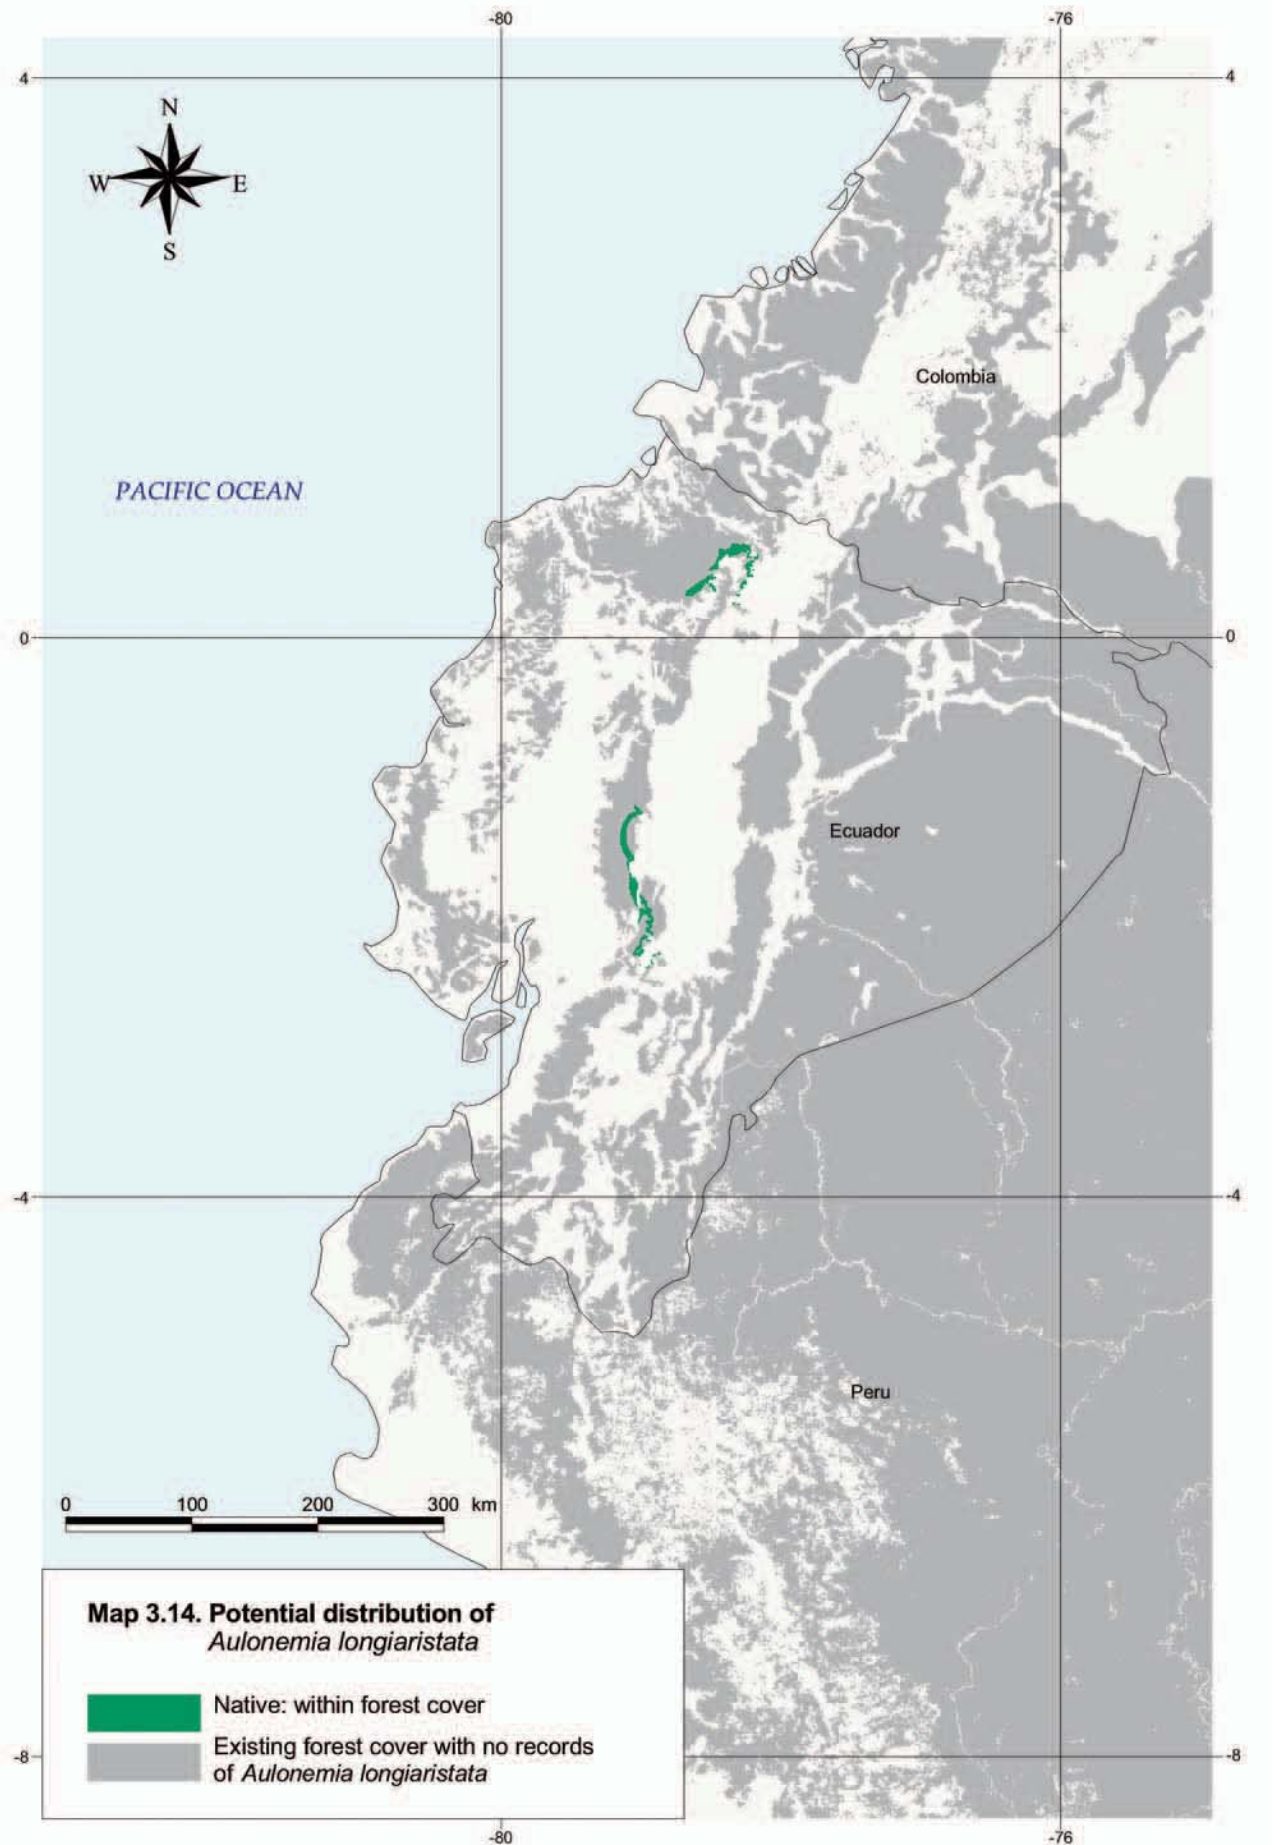 -80 -76
4 4
N
W E
S
Colombia
PACIFIC OCEAN
0 0
Ecuador
-4 -4
Peru
0 100 200 300 km
Map 3.14. Potential distribution of
Aulonemia longiaristata
Native: within forest cover
Existing forest cover with no records
of Aulonemia longiaristata
-8 -8
-80 -76